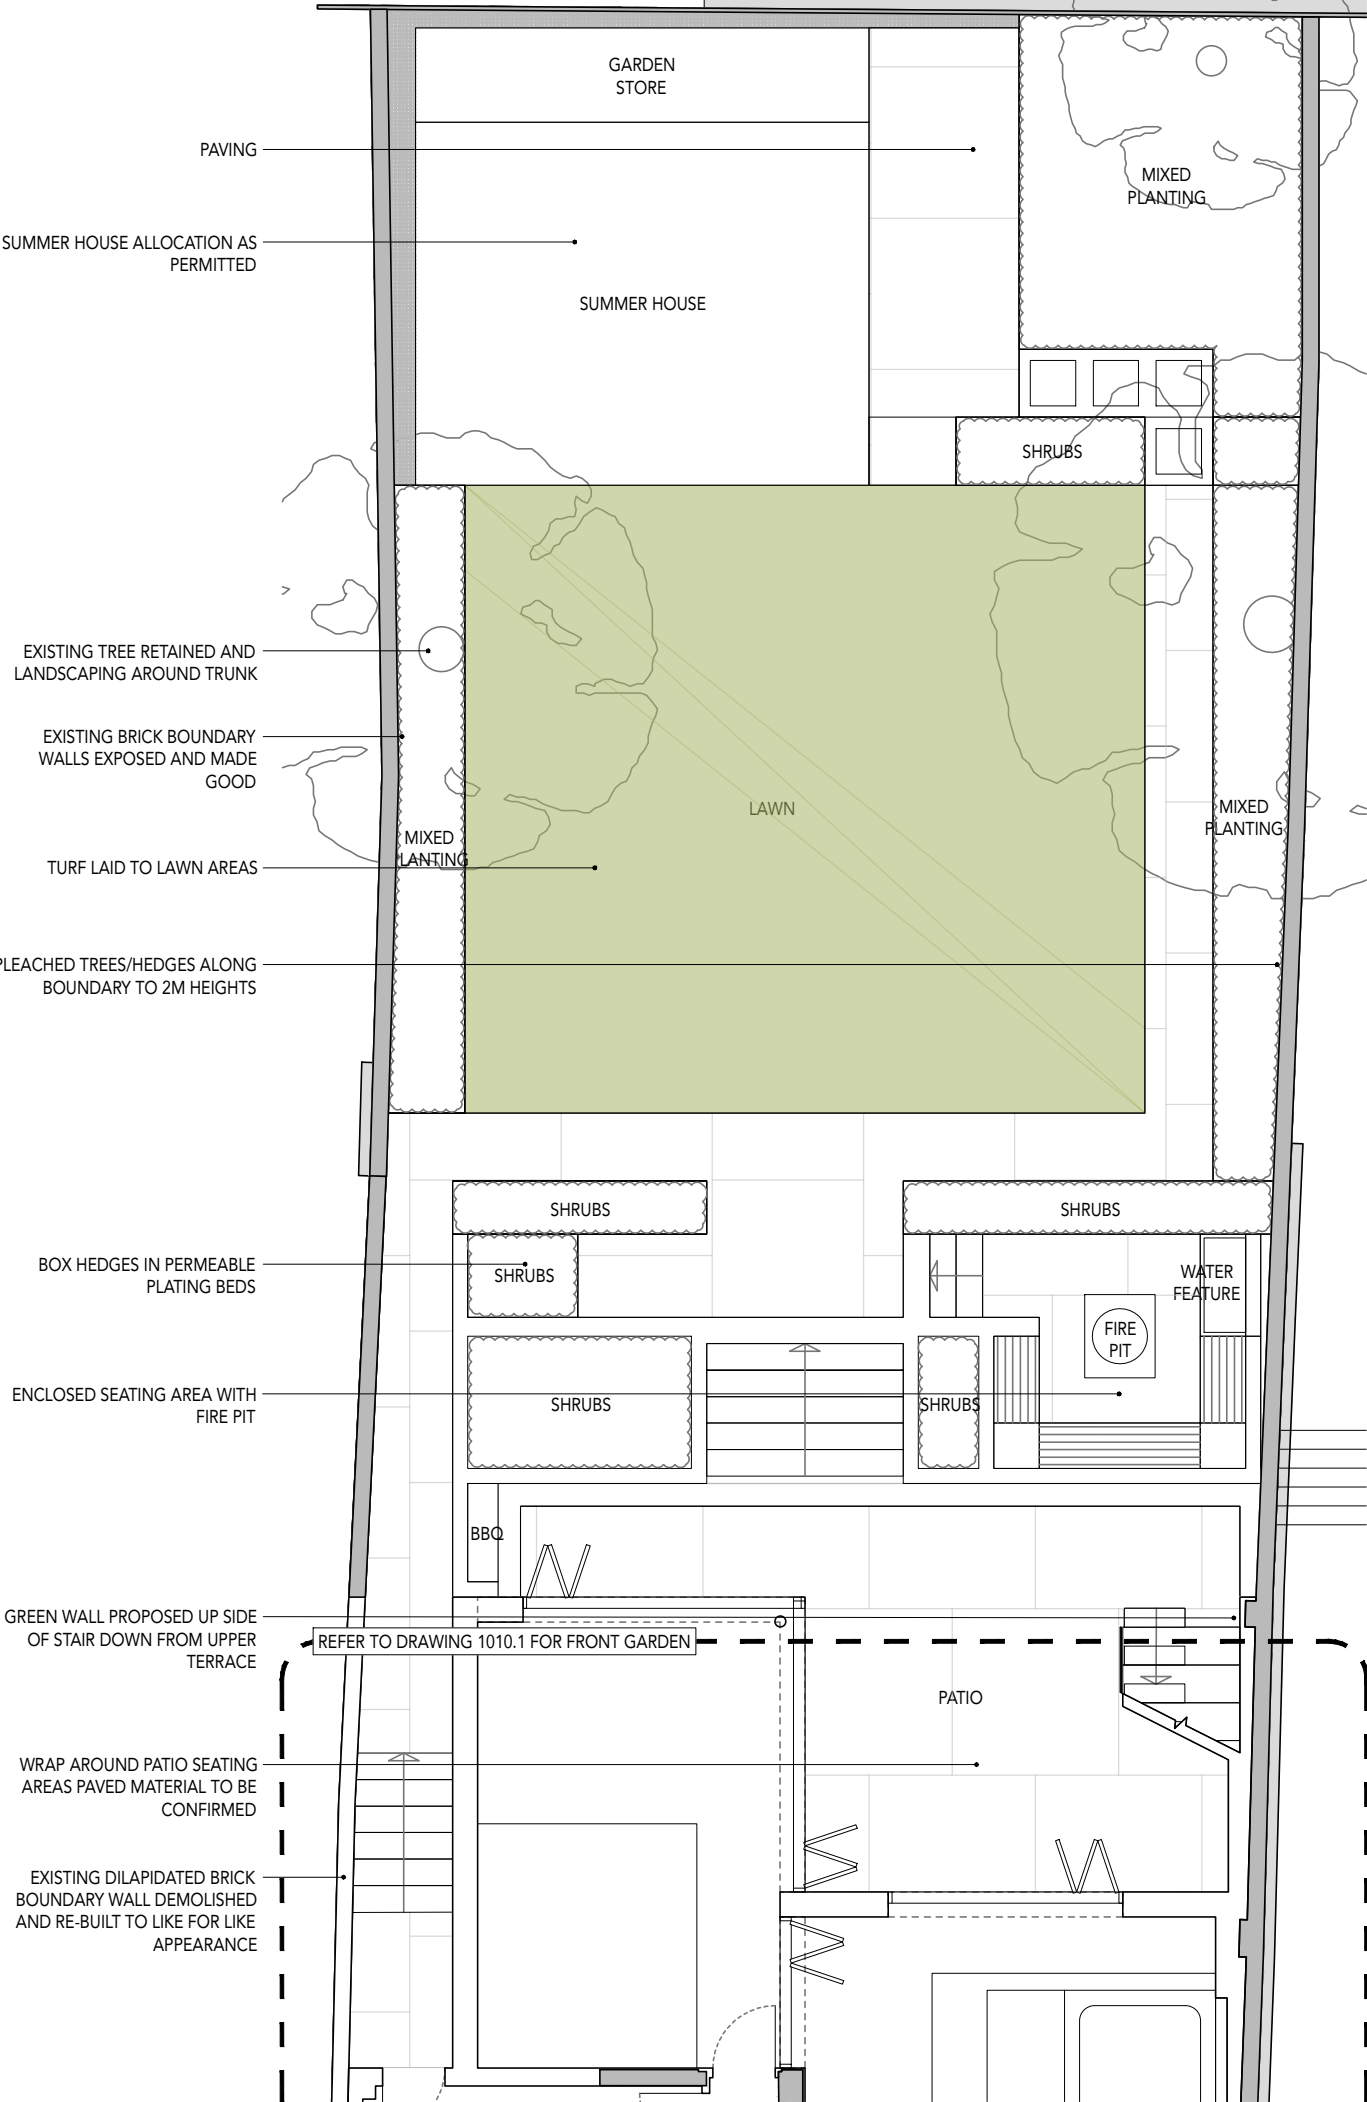 GARDEN
STORE
PAVING
MIXED
PLANTING
SUMMER HOUSE ALLOCATION AS
PERMITTED
SUMMER HOUSE
SHRUBS
EXISTING TREE RETAINED AND
LANDSCAPING AROUND TRUNK
EXISTING BRICK BOUNDARY
WALLS EXPOSED AND MADE
GOOD
LAWN
MIXED
PLANTING
MIXED
LANTING
TURF LAID TO LAWN AREAS
PLEACHED TREES/HEDGES ALONG
BOUNDARY TO 2M HEIGHTS
SHRUBS
SHRUBS
BOX HEDGES IN PERMEABLE
PLATING BEDS
SHRUBS
WATER
FEATURE
FIRE
PIT
ENCLOSED SEATING AREA WITH
FIRE PIT
SHRUBS
SHRUBS
BBQ
GREEN WALL PROPOSED UP SIDE
OF STAIR DOWN FROM UPPER
TERRACE
REFER TO DRAWING 1010.1 FOR FRONT GARDEN
PATIO
WRAP AROUND PATIO SEATING
AREAS PAVED MATERIAL TO BE
CONFIRMED
EXISTING DILAPIDATED BRICK
BOUNDARY WALL DEMOLISHED
AND RE-BUILT TO LIKE FOR LIKE
APPEARANCE